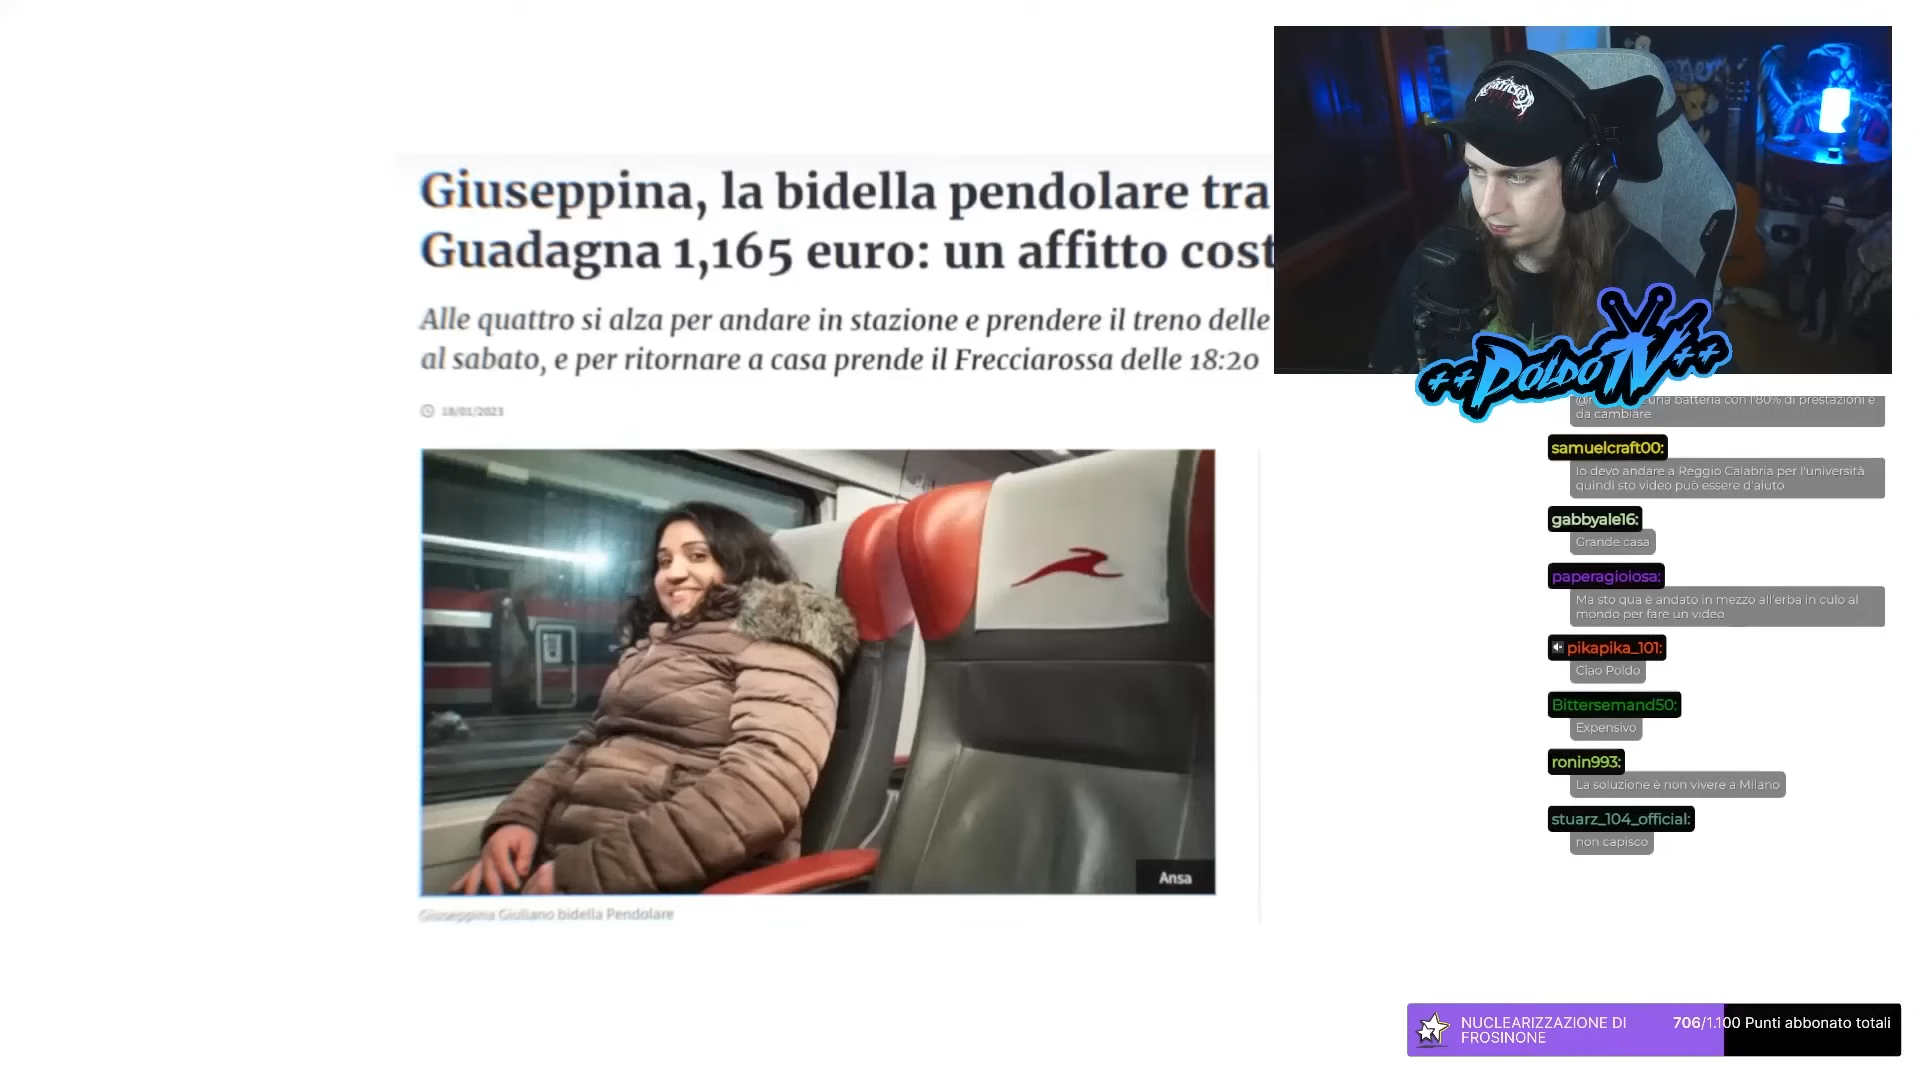 Giuseppina, la bidella pendolare tra
Guadagna 1,165 euro: un affitto cost
Alle quattro si alza per andare in stazione e prendere il treno delle
al sabato, e per ritornare a casa prende il Frecciarossa delle 18:20
18/01/2023
Ansa
Giuseppina Giuliano bidella Pendolare
++POLDO TV++
una batteria con l'80% di prestazioni è
da cambiare
samuelcraft00:
Io devo andare a Reggio Calabria per l'università
quindi sto video può essere d'aiuto
gabbyale16:
Grande casa
paperagioiosa:
Ma sto qua è andato in mezzo all'erba in culo al
mondo per fare un video
pikapika_101:
Ciao Poldo
Bittersemand50:
Expensivo
ronin993:
La soluzione è non vivere a Milano
stuarz_104_official:
non capisco
NUCLEARIZZAZIONE DI
FROSINONE
706/1.100 Punti abbonato totali